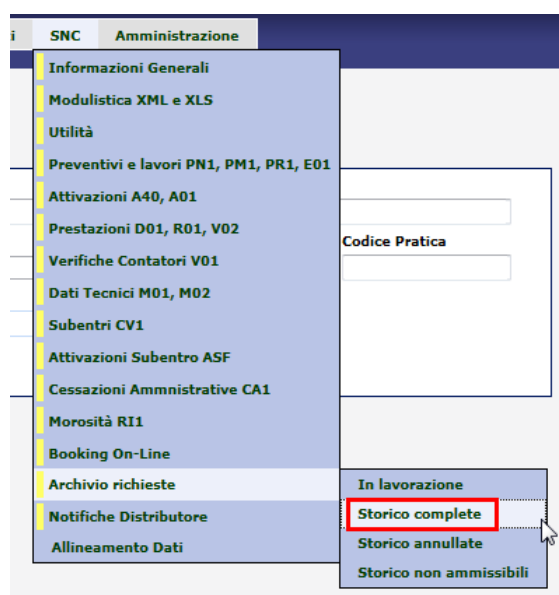 i SNC Amministrazione
Informazioni Generali
Modulistica XML e XLS
Utilità
Preventivi e lavori PN1, PM1, PR1, E01
Attivazioni A40, A01
Prestazioni D01, R01, V02
Codice Pratica
Verifiche Contatori V01
Dati Tecnici M01, M02
Subentri CV1
Attivazioni Subentro ASF
Cessazioni Ammnistrative CA1
Morosità RI1
Booking On-Line
Archivio richieste
In lavorazione
Storico complete
Notifiche Distributore
Storico annullate
Allineamento Dati
Storico non ammissibili